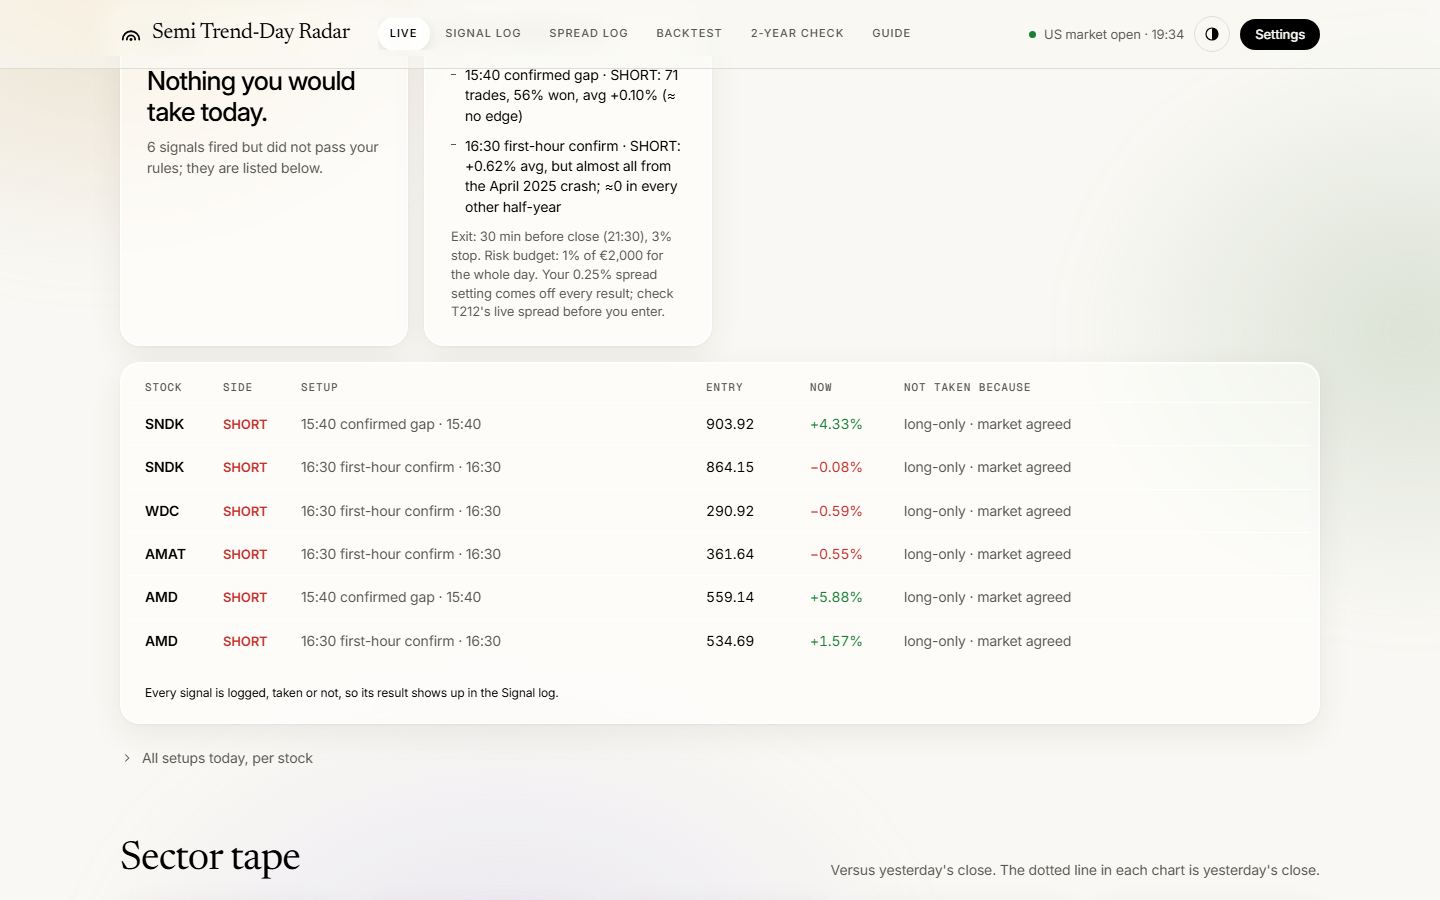 Semi Trend-Day Radar
LIVE
SIGNAL LOG
SPREAD LOG
BACKTEST
2-YEAR CHECK
GUIDE
US market open · 19:34
Settings
Nothing you would
take today.
6 signals fired but did not pass your
rules; they are listed below.
– 15:40 confirmed gap · SHORT: 71
trades, 56% won, avg +0.10% (≈
no edge)
– 16:30 first-hour confirm · SHORT:
+0.62% avg, but almost all from
the April 2025 crash; ≈0 in every
other half-year
Exit: 30 min before close (21:30), 3%
stop. Risk budget: 1% of €2,000 for
the whole day. Your 0.25% spread
setting comes off every result; check
T212's live spread before you enter.
STOCK SIDE SETUP ENTRY NOW NOT TAKEN BECAUSE
SNDK SHORT 15:40 confirmed gap · 15:40 903.92 +4.33% long-only · market agreed
SNDK SHORT 16:30 first-hour confirm · 16:30 864.15 −0.08% long-only · market agreed
WDC SHORT 16:30 first-hour confirm · 16:30 290.92 −0.59% long-only · market agreed
AMAT SHORT 16:30 first-hour confirm · 16:30 361.64 −0.55% long-only · market agreed
AMD SHORT 15:40 confirmed gap · 15:40 559.14 +5.88% long-only · market agreed
AMD SHORT 16:30 first-hour confirm · 16:30 534.69 +1.57% long-only · market agreed
Every signal is logged, taken or not, so its result shows up in the Signal log.
All setups today, per stock
Sector tape
Versus yesterday's close. The dotted line in each chart is yesterday's close.